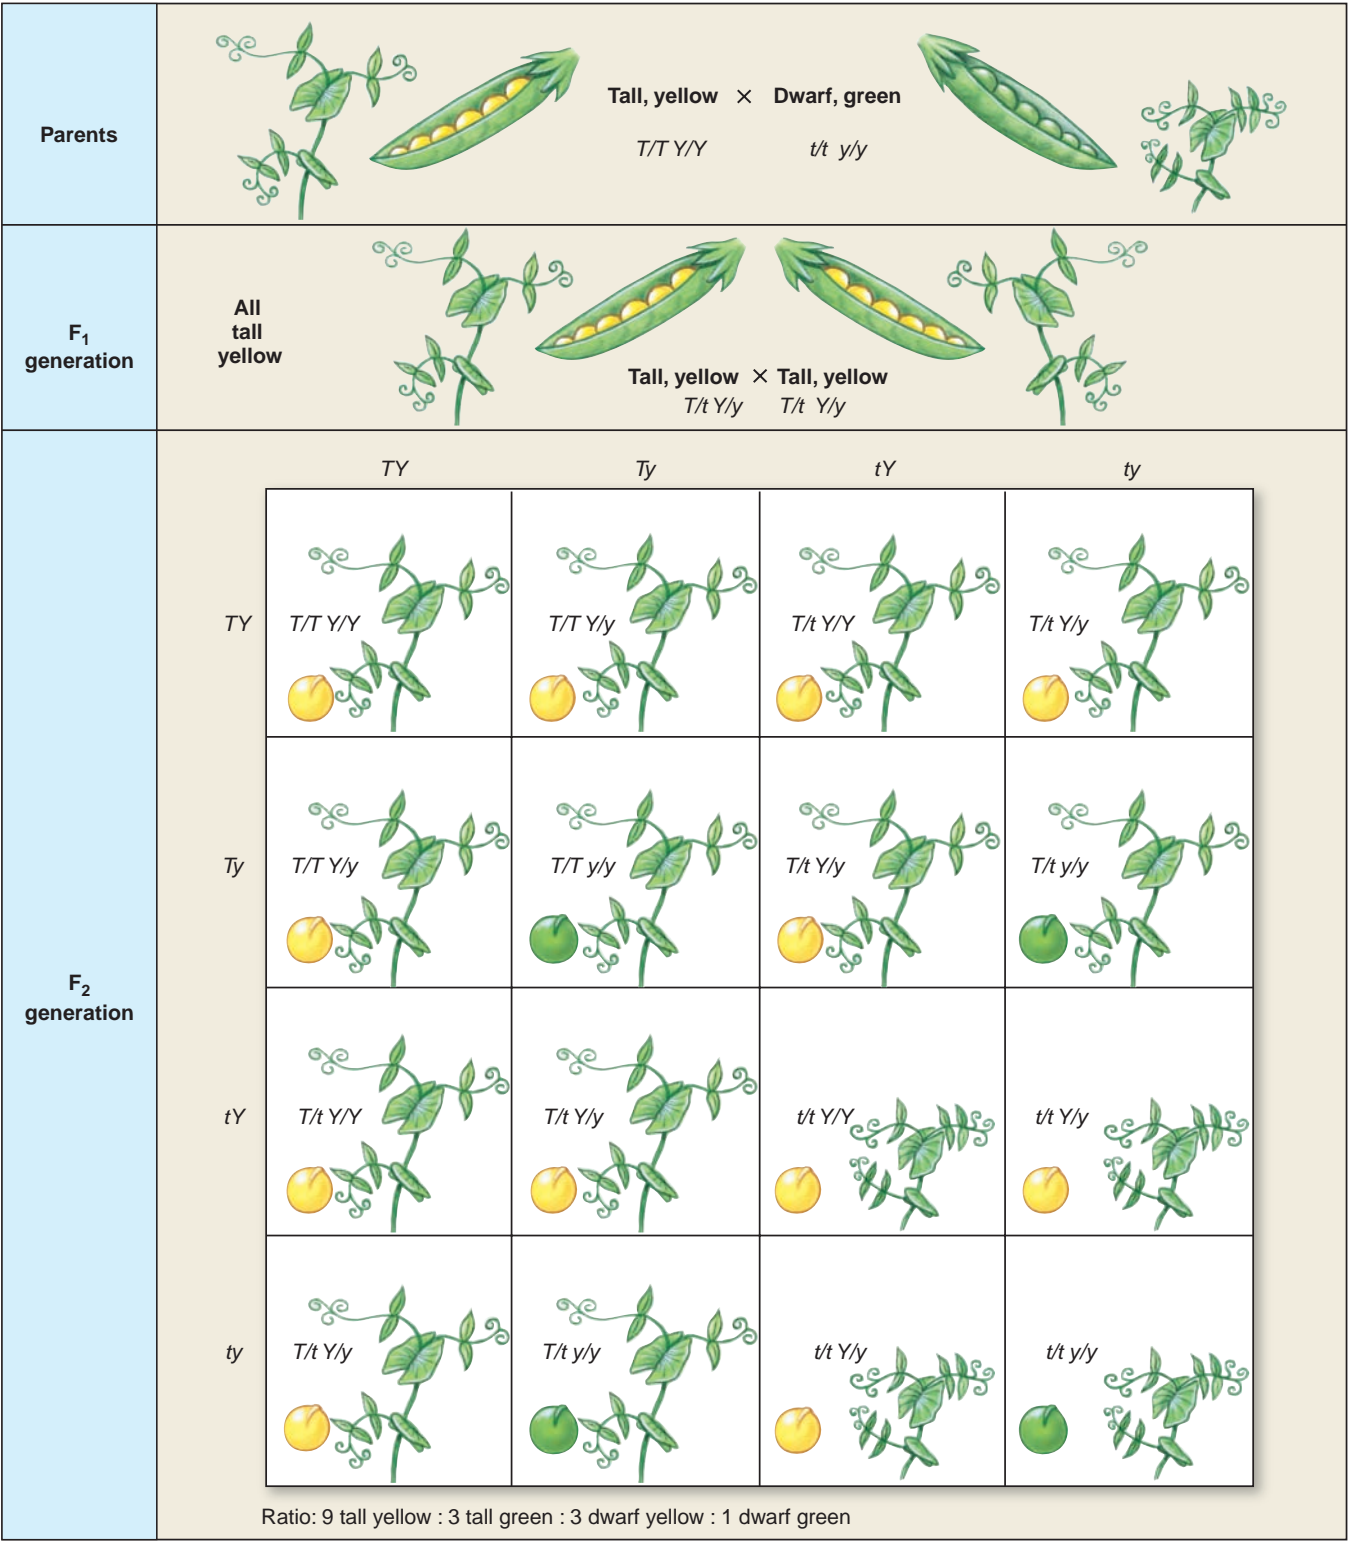 Parents
Tall, yellow × Dwarf, green
T/T Y/Y t/t y/y
F1
generation
All
tall
yellow
Tall, yellow × Tall, yellow
T/t Y/y T/t Y/y
F2
generation
TY Ty tY ty
TY T/T Y/Y T/T Y/y T/t Y/Y T/t Y/y
Ty T/T Y/y T/T y/y T/t Y/y T/t y/y
tY T/t Y/Y T/t Y/y t/t Y/Y t/t Y/y
ty T/t Y/y T/t y/y t/t Y/y t/t y/y
Ratio: 9 tall yellow : 3 tall green : 3 dwarf yellow : 1 dwarf green